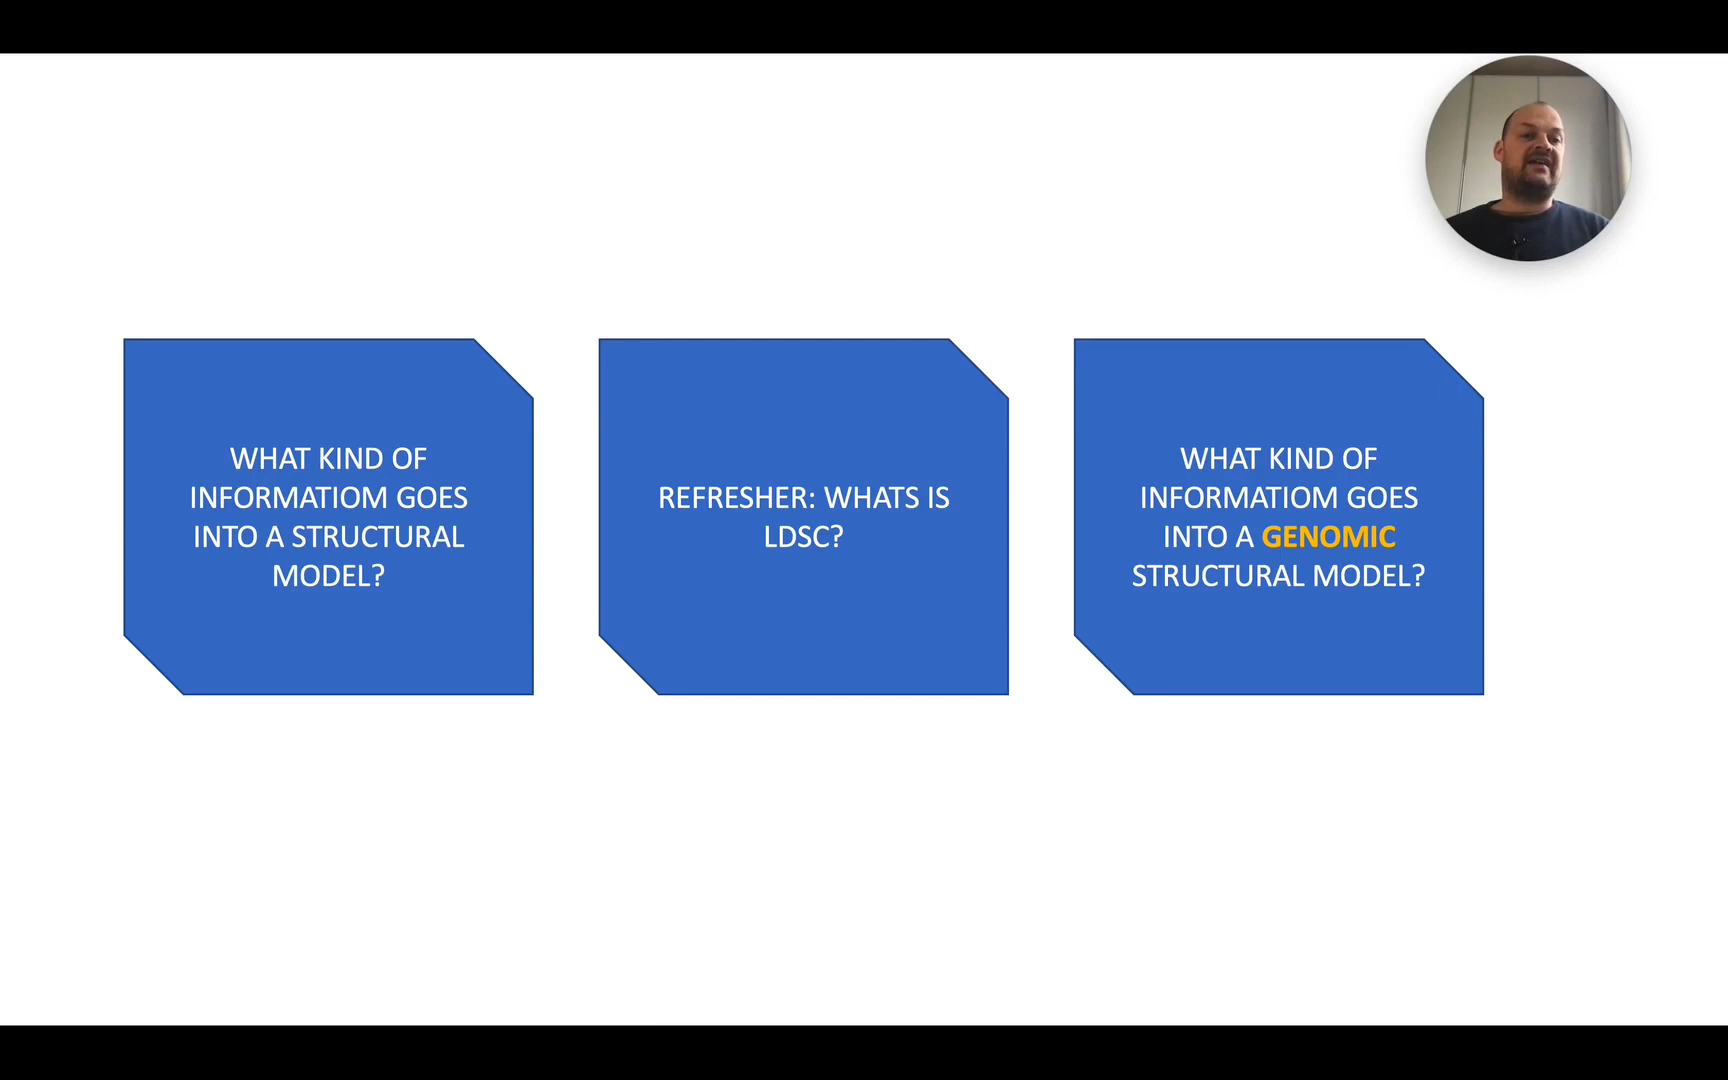 WHAT KIND OF
INFORMATIOM GOES
INTO A STRUCTURAL
MODEL?
REFRESHER: WHATS IS
LDSC?
WHAT KIND OF
INFORMATIOM GOES
INTO A GENOMIC
STRUCTURAL MODEL?